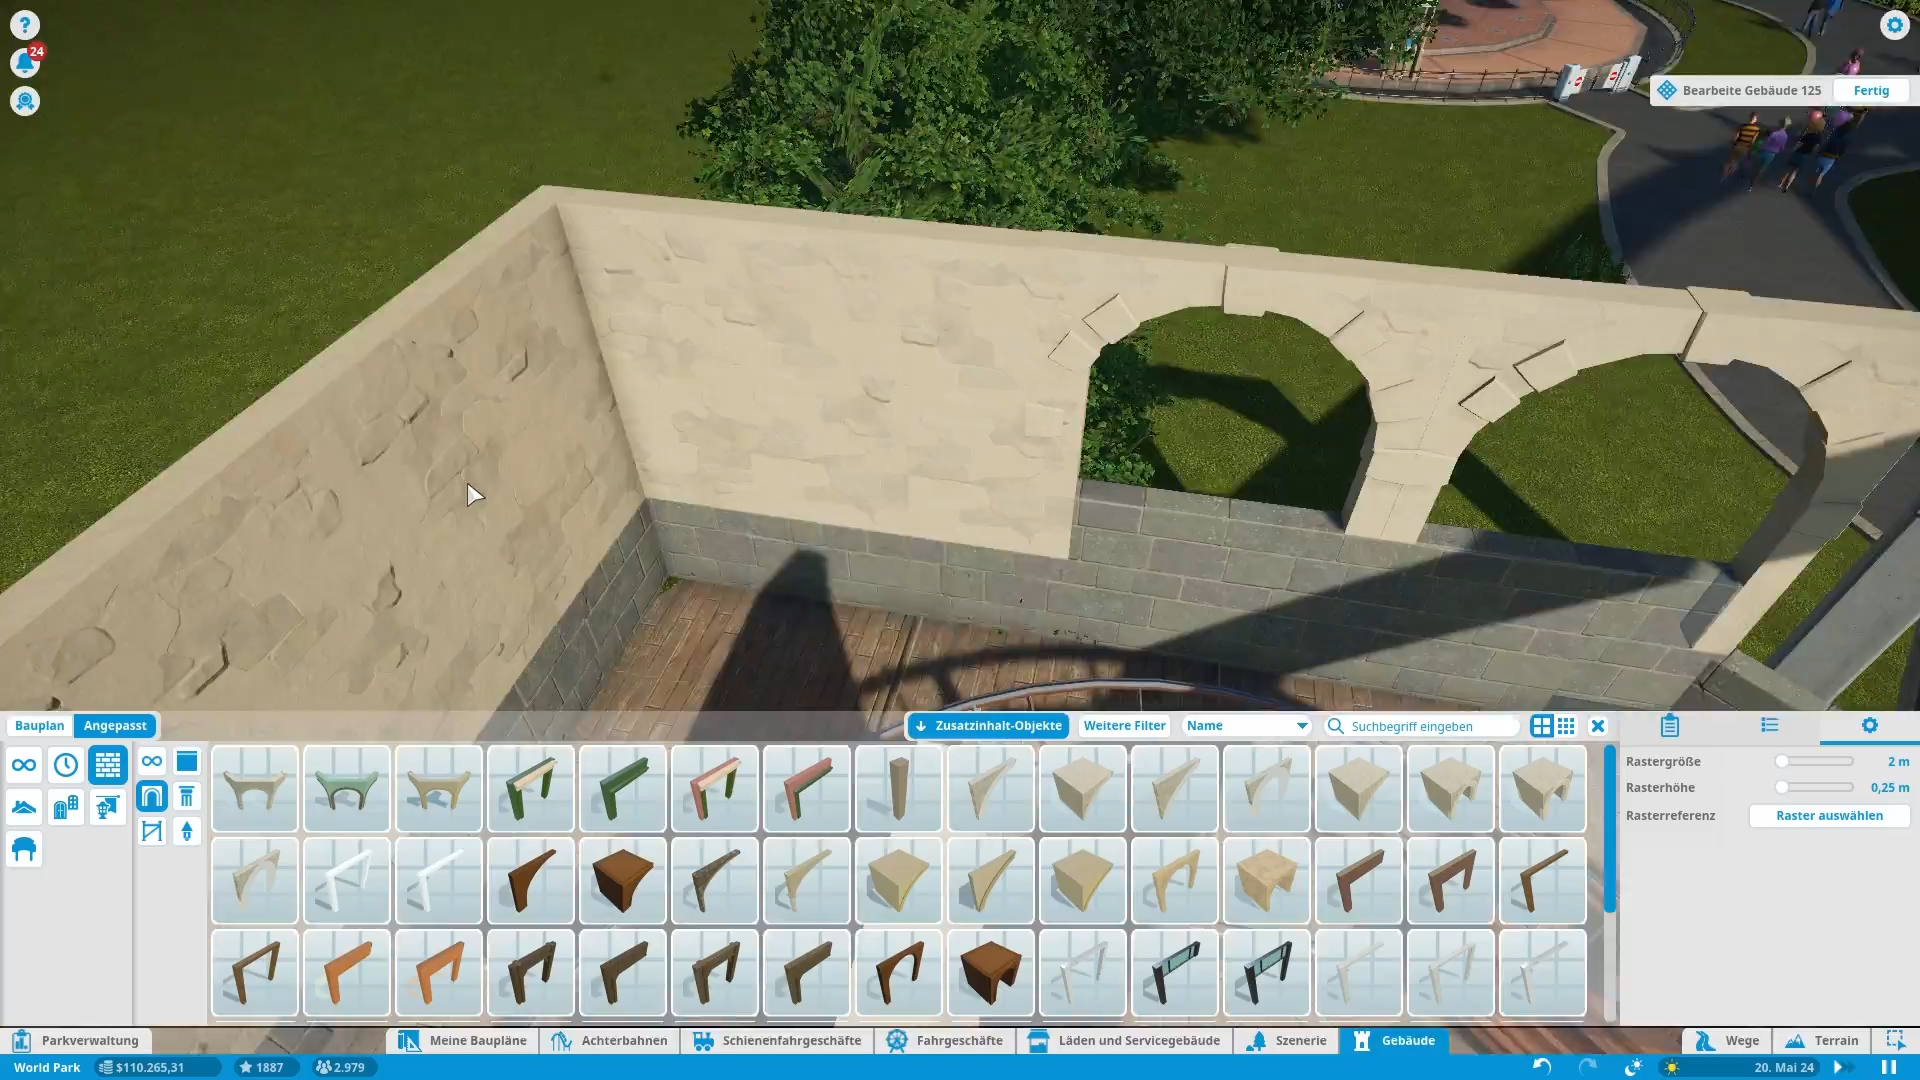 ?
24
Bearbeite Gebäude 125
Fertig
Bauplan
Angepasst
Zusatzinhalt-Objekte
Weitere Filter
Name
Suchbegriff eingeben
Rastergröße
2 m
Rasterhöhe
0,25 m
Rasterreferenz
Raster auswählen
Parkverwaltung
Meine Baupläne
Achterbahnen
Schienenfahrgeschäfte
Fahrgeschäfte
Läden und Servicegebäude
Szenerie
Gebäude
Wege
Terrain
World Park
$110.265,31
1887
2.979
20. Mai 24